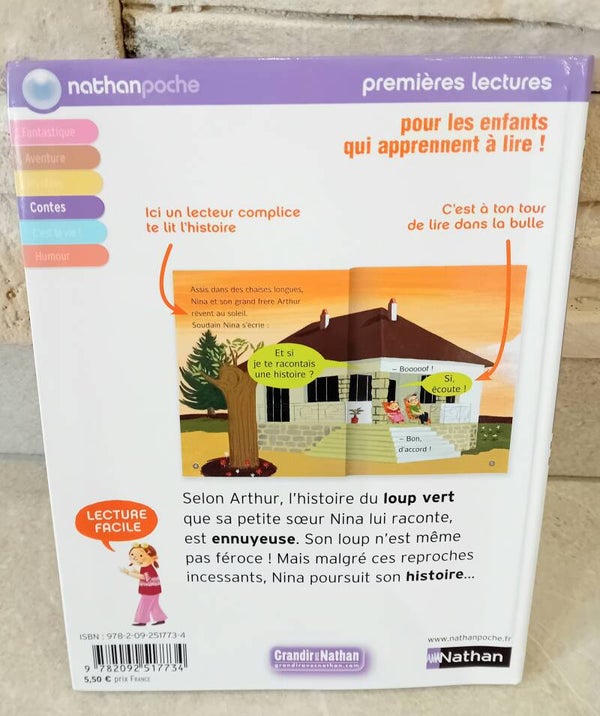 nathanpoche
premières lectures
Fantastique
Aventure
Mystère
Contes
C'est la vie !
Humour
pour les enfants
qui apprennent à lire !
Ici un lecteur complice
te lit l'histoire
C'est à ton tour
de lire dans la bulle
Assis dans des chaises longues,
Nina et son grand frère Arthur
rêvent au soleil.
Soudain Nina s'écrie :
Et si
je te racontais
une histoire ?
– Booooof !
Si,
écoute !
– Bon,
d'accord !
Selon Arthur, l'histoire du loup vert
que sa petite sœur Nina lui raconte,
est ennuyeuse. Son loup n'est même
pas féroce ! Mais malgré ces reproches
incessants, Nina poursuit son histoire...
LECTURE
FACILE
ISBN : 978-2-09-251773-4
9 782092 517734
5,50 € prix France
Grandir avec Nathan
grandiravecnathan.com
www.nathanpoche.fr
Nathan